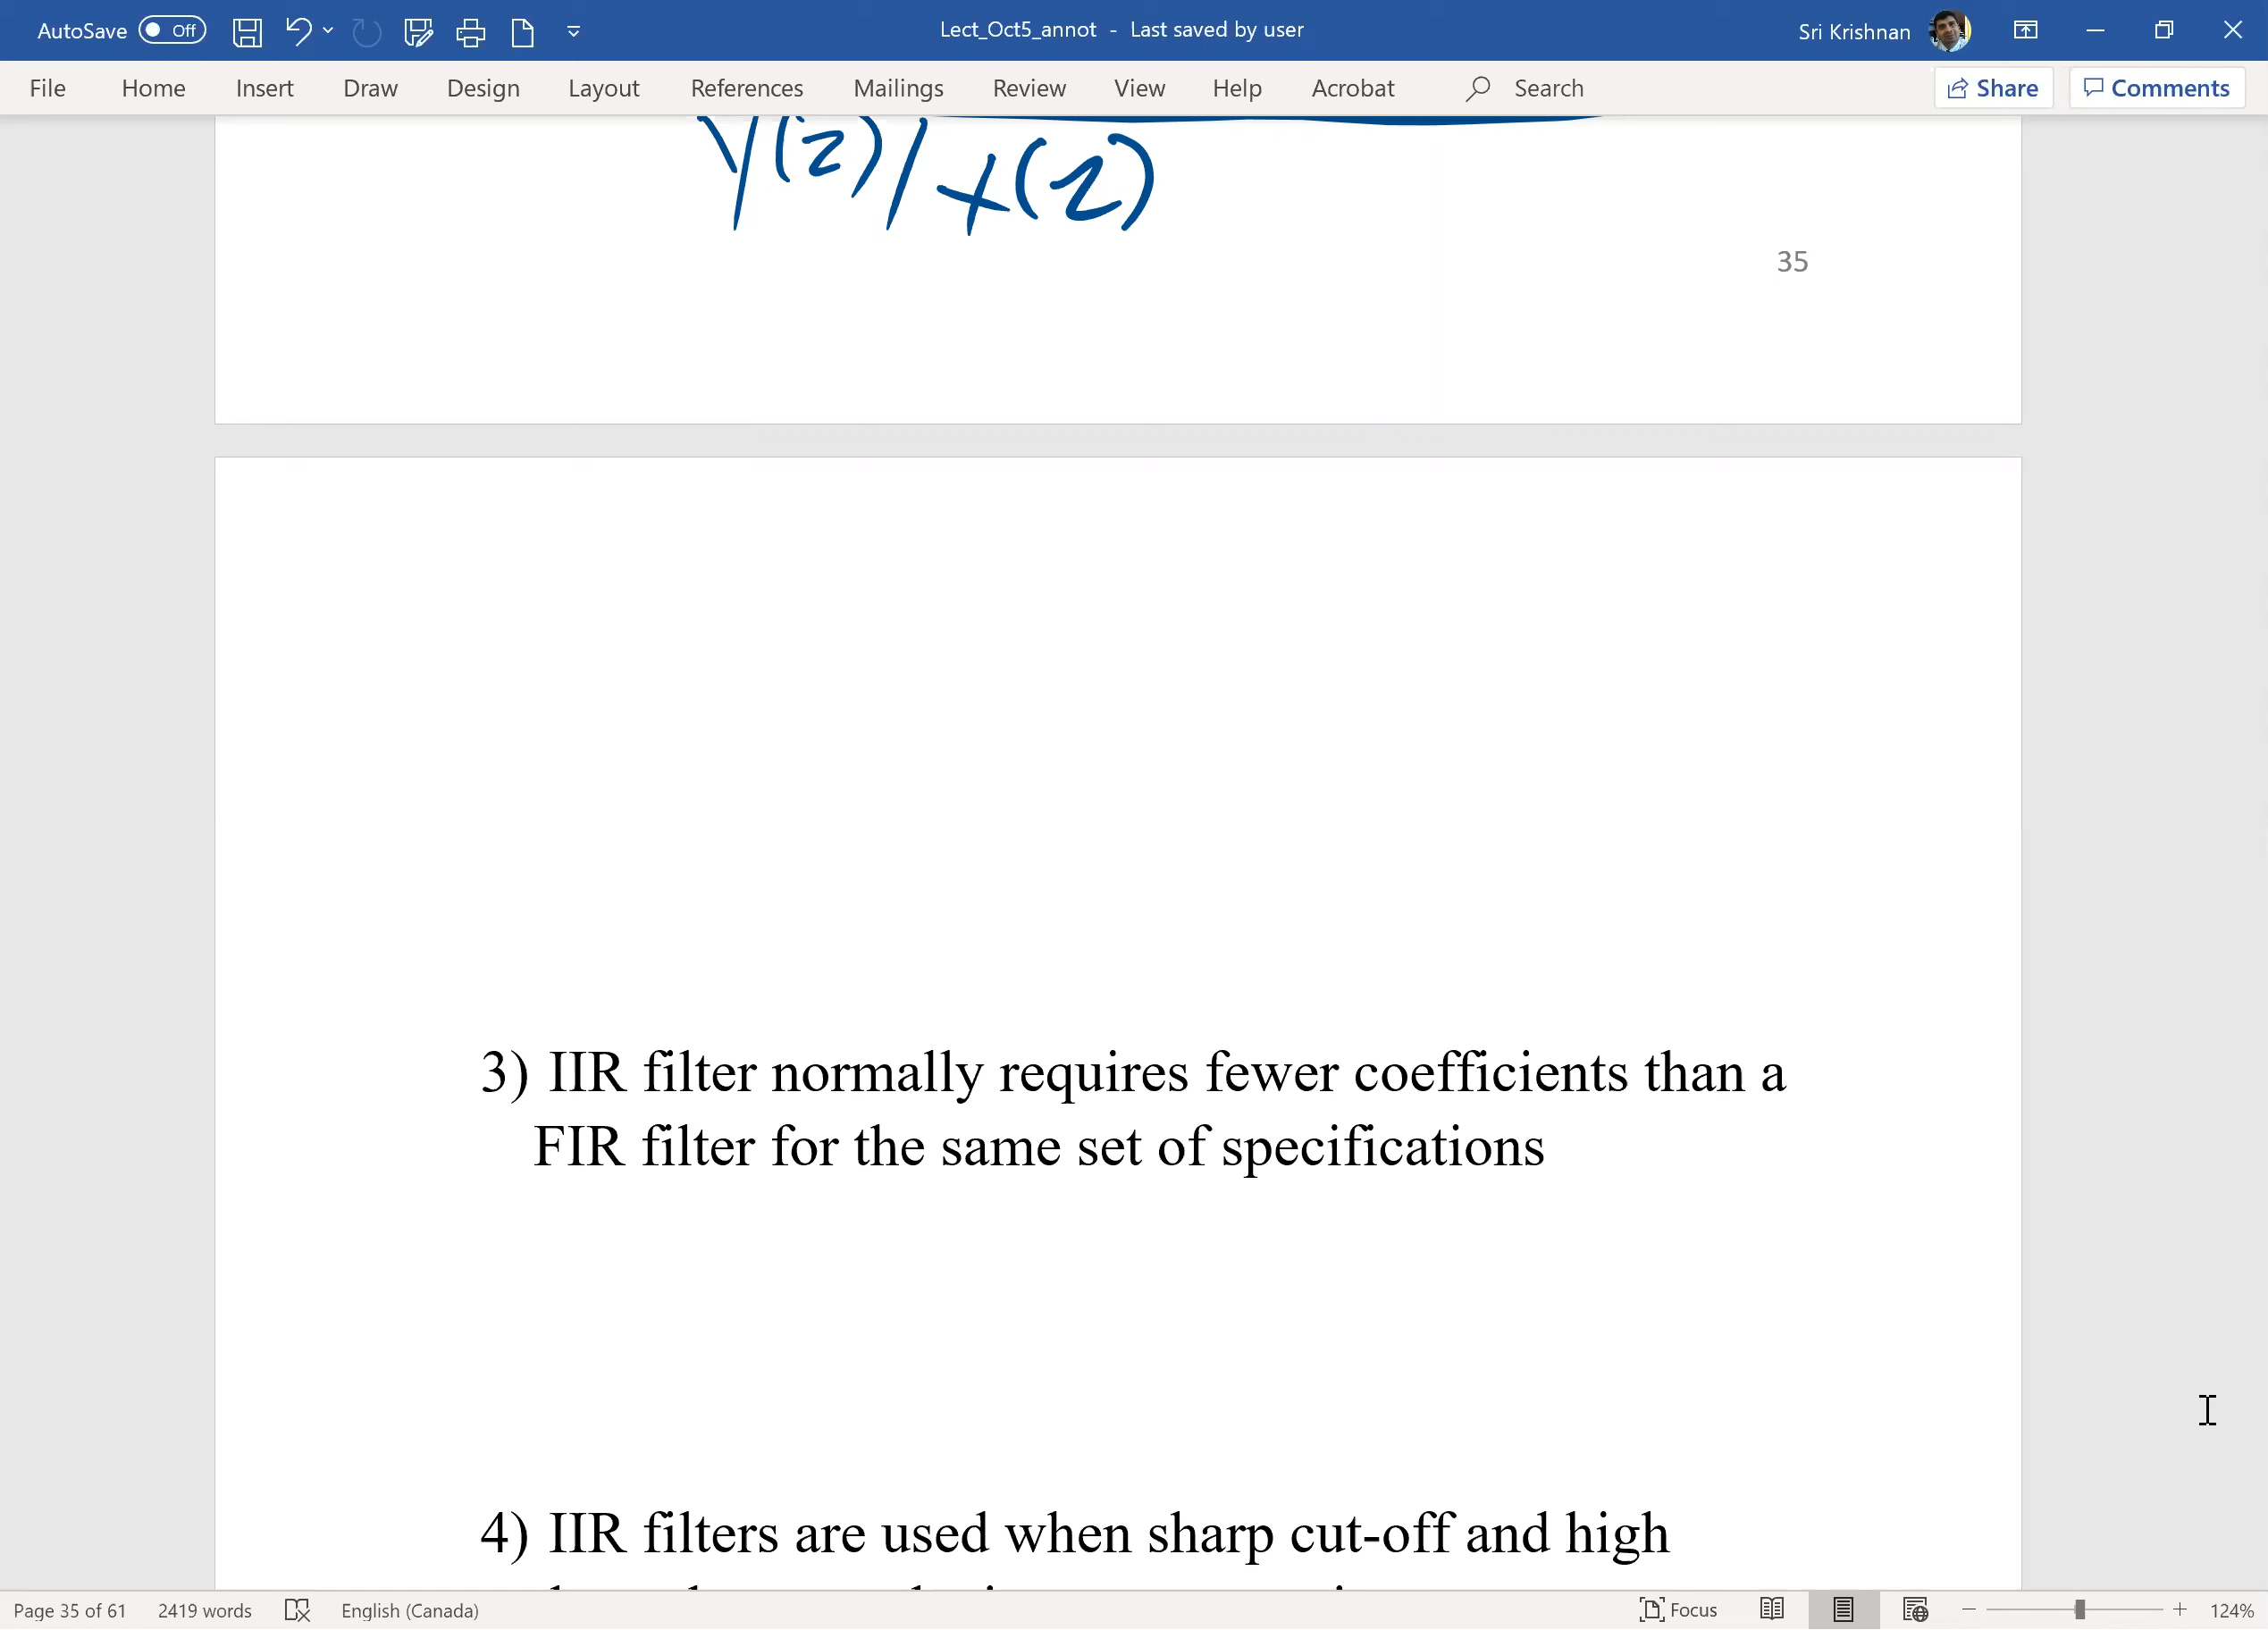 AutoSave Off
Lect_Oct5_annot - Last saved by user
Sri Krishnan
File Home Insert Draw Design Layout References Mailings Review View Help Acrobat Search Share Comments
Y(z)/X(z)
35
3) IIR filter normally requires fewer coefficients than a
FIR filter for the same set of specifications
4) IIR filters are used when sharp cut-off and high
Page 35 of 61 2419 words English (Canada) Focus 124%